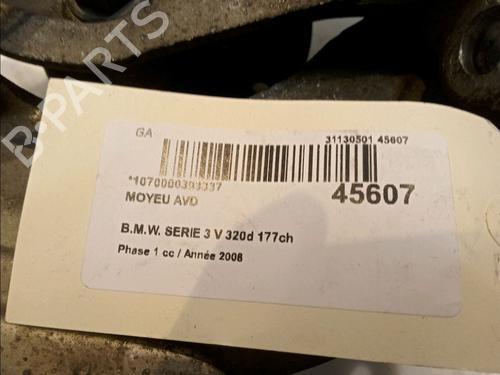 B-PARTS
GA
31130501 45607
*1070000393337
45607
MOYEU AVD
B.M.W. SERIE 3 V 320d 177ch
Phase 1 cc / Année 2008